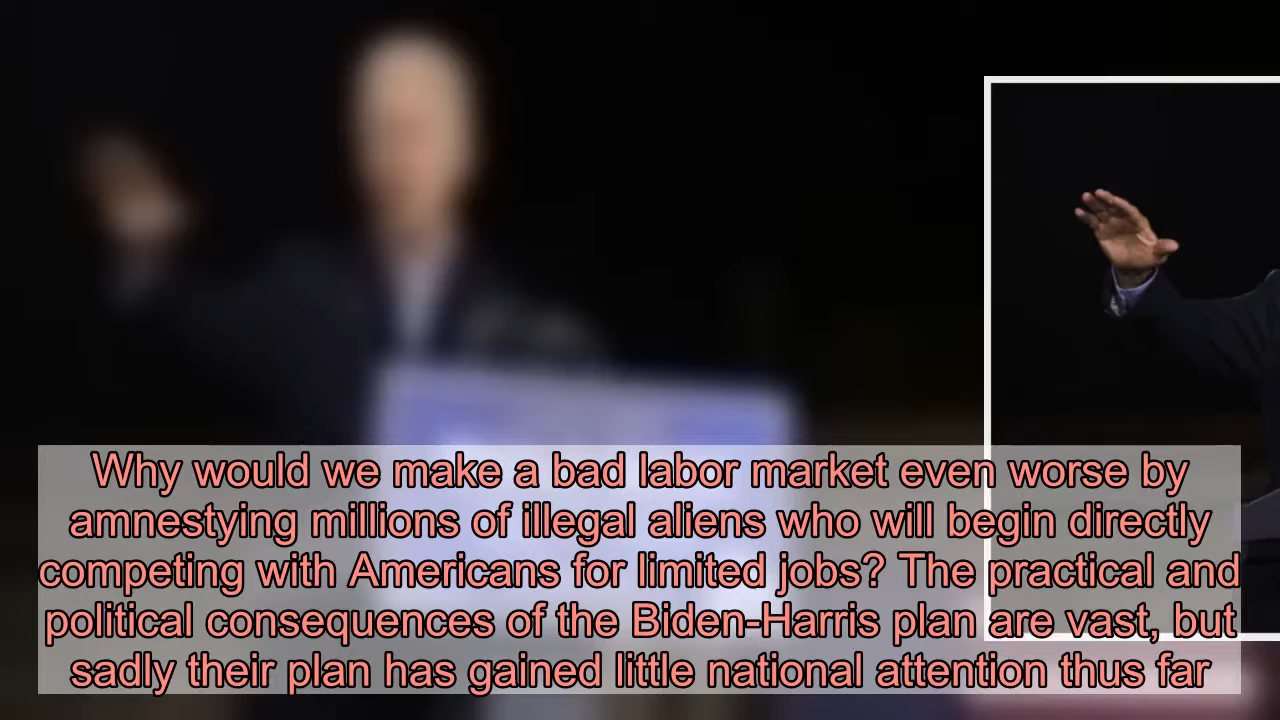 Why would we make a bad labor market even worse by
amnestying millions of illegal aliens who will begin directly
competing with Americans for limited jobs? The practical and
political consequences of the Biden-Harris plan are vast, but
sadly their plan has gained little national attention thus far